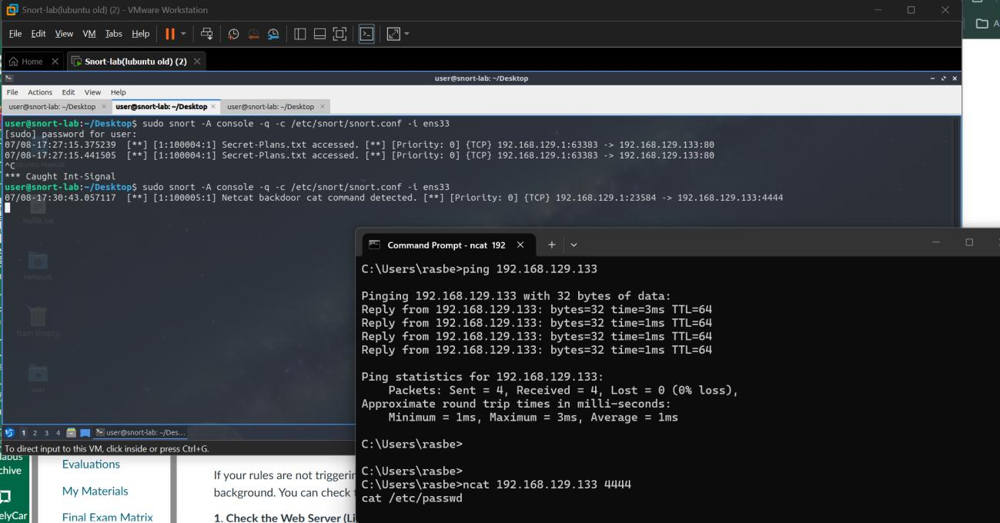 Snort-lab(lubuntu old) (2) - VMware Workstation
File Edit View VM Tabs Help
Home
Snort-lab(lubuntu old) (2)
user@snort-lab: ~/Desktop
File Actions Edit View Help
user@snort-lab: ~/Desktop user@snort-lab: ~/Desktop user@snort-lab: ~/Desktop
user@snort-lab:~/Desktop$ sudo snort -A console -q -c /etc/snort/snort.conf -i ens33
[sudo] password for user:
07/08-17:27:15.375239 [**] [1:100004:1] Secret-Plans.txt accessed. [**] [Priority: 0] {TCP} 192.168.129.1:63383 -> 192.168.129.133:80
07/08-17:27:15.441505 [**] [1:100004:1] Secret-Plans.txt accessed. [**] [Priority: 0] {TCP} 192.168.129.1:63383 -> 192.168.129.133:80
^C
Manual
*** Caught Int-Signal
user@snort-lab:~/Desktop$ sudo snort -A console -q -c /etc/snort/snort.conf -i ens33
07/08-17:30:43.057117 [**] [1:100005:1] Netcat backdoor cat command detected. [**] [Priority: 0] {TCP} 192.168.129.1:23584 -> 192.168.129.133:4444
myfile.txt
Network
Trash (Empty)
user
1 2 3 4 user@snort-lab: ~/Des...
To direct input to this VM, click inside or press Ctrl+G.
Command Prompt - ncat 192
C:\Users\rasbe>ping 192.168.129.133
Pinging 192.168.129.133 with 32 bytes of data:
Reply from 192.168.129.133: bytes=32 time=3ms TTL=64
Reply from 192.168.129.133: bytes=32 time=1ms TTL=64
Reply from 192.168.129.133: bytes=32 time=1ms TTL=64
Reply from 192.168.129.133: bytes=32 time=1ms TTL=64
Ping statistics for 192.168.129.133:
Packets: Sent = 4, Received = 4, Lost = 0 (0% loss),
Approximate round trip times in milli-seconds:
Minimum = 1ms, Maximum = 3ms, Average = 1ms
C:\Users\rasbe>
C:\Users\rasbe>
C:\Users\rasbe>ncat 192.168.129.133 4444
cat /etc/passwd
Evaluations
My Materials
Final Exam Matrix
If your rules are not
background. You can check
1. Check the Web Server